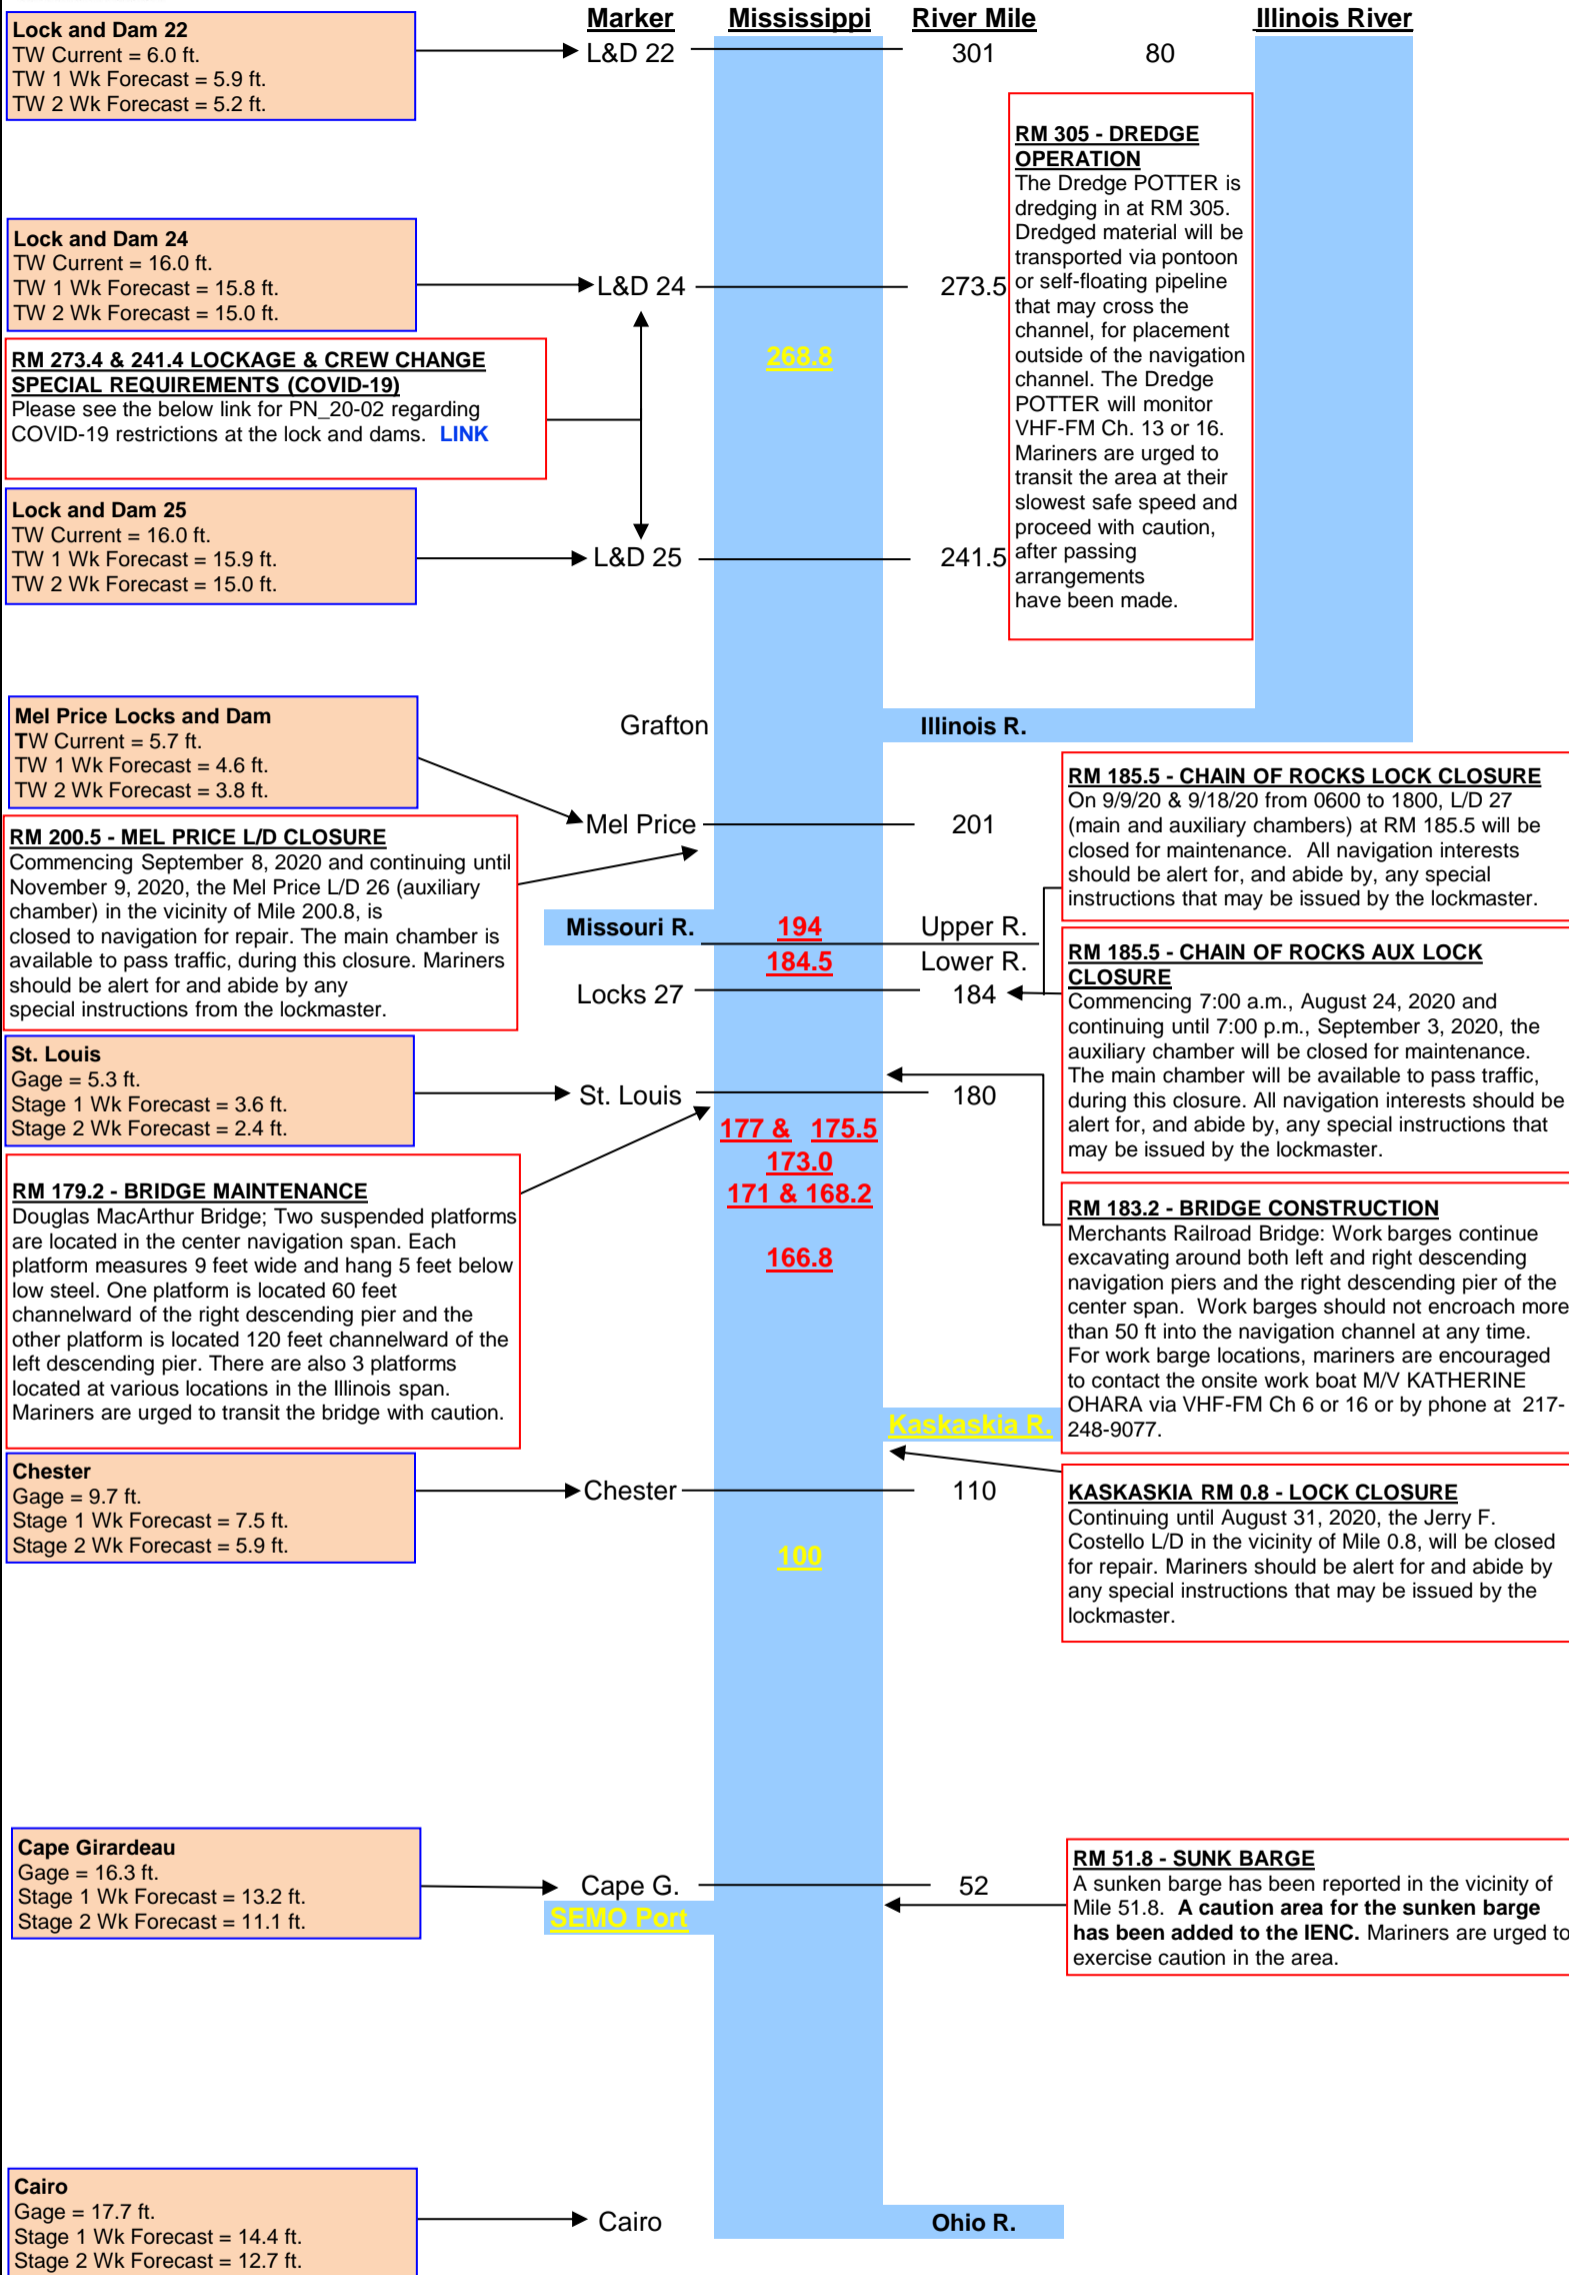 Marker Mississippi River Mile Illinois River
Lock and Dam 22
TW Current = 6.0 ft.
TW 1 Wk Forecast = 5.9 ft.
TW 2 Wk Forecast = 5.2 ft.
L&D 22 301 80
RM 305 - DREDGE
OPERATION
The Dredge POTTER is
dredging in at RM 305.
Dredged material will be
transported via pontoon
or self-floating pipeline
that may cross the
channel, for placement
outside of the navigation
channel. The Dredge
POTTER will monitor
VHF-FM Ch. 13 or 16.
Mariners are urged to
transit the area at their
slowest safe speed and
proceed with caution,
after passing
arrangements
have been made.
Lock and Dam 24
TW Current = 16.0 ft.
TW 1 Wk Forecast = 15.8 ft.
TW 2 Wk Forecast = 15.0 ft.
L&D 24 273.5
268.8
RM 273.4 & 241.4 LOCKAGE & CREW CHANGE
SPECIAL REQUIREMENTS (COVID-19)
Please see the below link for PN_20-02 regarding
COVID-19 restrictions at the lock and dams. LINK
Lock and Dam 25
TW Current = 16.0 ft.
TW 1 Wk Forecast = 15.9 ft.
TW 2 Wk Forecast = 15.0 ft.
L&D 25 241.5
Grafton Illinois R.
Mel Price Locks and Dam
TW Current = 5.7 ft.
TW 1 Wk Forecast = 4.6 ft.
TW 2 Wk Forecast = 3.8 ft.
Mel Price 201
RM 185.5 - CHAIN OF ROCKS LOCK CLOSURE
On 9/9/20 & 9/18/20 from 0600 to 1800, L/D 27
(main and auxiliary chambers) at RM 185.5 will be
closed for maintenance. All navigation interests
should be alert for, and abide by, any special
instructions that may be issued by the lockmaster.
RM 200.5 - MEL PRICE L/D CLOSURE
Commencing September 8, 2020 and continuing until
November 9, 2020, the Mel Price L/D 26 (auxiliary
chamber) in the vicinity of Mile 200.8, is
closed to navigation for repair. The main chamber is
available to pass traffic, during this closure. Mariners
should be alert for and abide by any
special instructions from the lockmaster.
Missouri R. 194 Upper R.
184.5 Lower R.
Locks 27 184
RM 185.5 - CHAIN OF ROCKS AUX LOCK
CLOSURE
Commencing 7:00 a.m., August 24, 2020 and
continuing until 7:00 p.m., September 3, 2020, the
auxiliary chamber will be closed for maintenance.
The main chamber will be available to pass traffic,
during this closure. All navigation interests should be
alert for, and abide by, any special instructions that
may be issued by the lockmaster.
St. Louis
Gage = 5.3 ft.
Stage 1 Wk Forecast = 3.6 ft.
Stage 2 Wk Forecast = 2.4 ft.
St. Louis 180
177 & 175.5
173.0
171 & 168.2
166.8
RM 179.2 - BRIDGE MAINTENANCE
Douglas MacArthur Bridge; Two suspended platforms
are located in the center navigation span. Each
platform measures 9 feet wide and hang 5 feet below
low steel. One platform is located 60 feet
channelward of the right descending pier and the
other platform is located 120 feet channelward of the
left descending pier. There are also 3 platforms
located at various locations in the Illinois span.
Mariners are urged to transit the bridge with caution.
RM 183.2 - BRIDGE CONSTRUCTION
Merchants Railroad Bridge: Work barges continue
excavating around both left and right descending
navigation piers and the right descending pier of the
center span. Work barges should not encroach more
than 50 ft into the navigation channel at any time.
For work barge locations, mariners are encouraged
to contact the onsite work boat M/V KATHERINE
OHARA via VHF-FM Ch 6 or 16 or by phone at 217-
248-9077.
Kaskaskia R.
Chester
Gage = 9.7 ft.
Stage 1 Wk Forecast = 7.5 ft.
Stage 2 Wk Forecast = 5.9 ft.
Chester 110
100
KASKASKIA RM 0.8 - LOCK CLOSURE
Continuing until August 31, 2020, the Jerry F.
Costello L/D in the vicinity of Mile 0.8, will be closed
for repair. Mariners should be alert for and abide by
any special instructions that may be issued by the
lockmaster.
Cape Girardeau
Gage = 16.3 ft.
Stage 1 Wk Forecast = 13.2 ft.
Stage 2 Wk Forecast = 11.1 ft.
Cape G. 52
SEMO Port
RM 51.8 - SUNK BARGE
A sunken barge has been reported in the vicinity of
Mile 51.8. A caution area for the sunken barge
has been added to the IENC. Mariners are urged to
exercise caution in the area.
Cairo
Gage = 17.7 ft.
Stage 1 Wk Forecast = 14.4 ft.
Stage 2 Wk Forecast = 12.7 ft.
Cairo Ohio R.